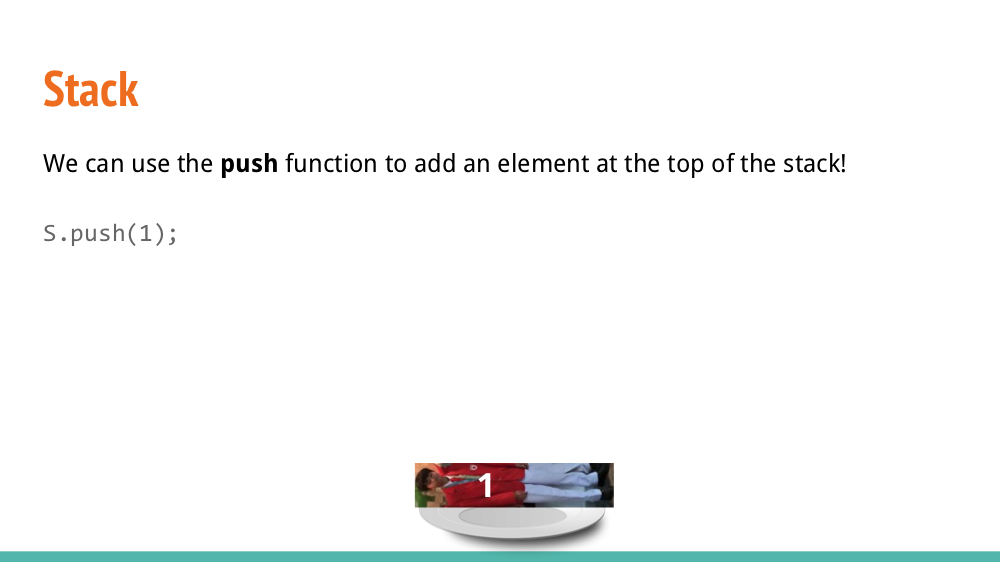 Stack
We can use the push function to add an element at the top of the stack!
S.push(1);
1